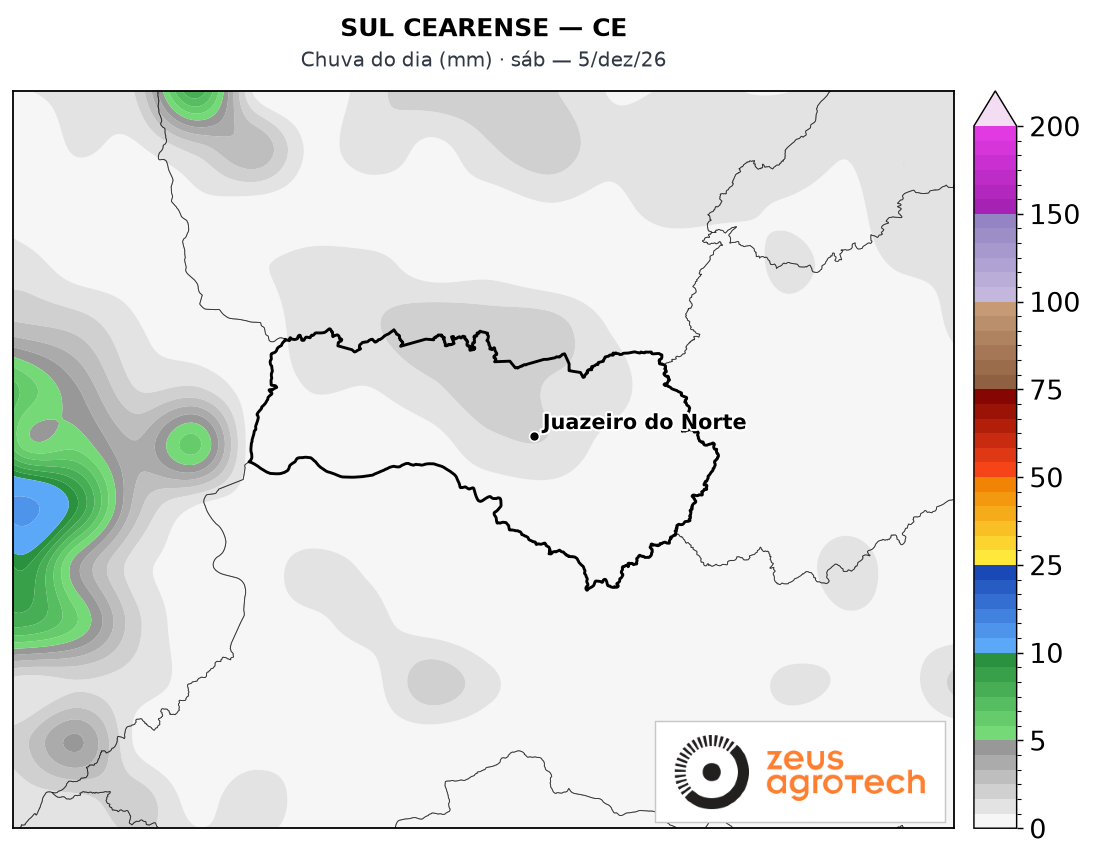 SUL CEARENSE — CE
Chuva do dia (mm) · sáb — 5/dez/26
200
150
100
75
50
25
10
5
0
Juazeiro do Norte
zeus
agrotech